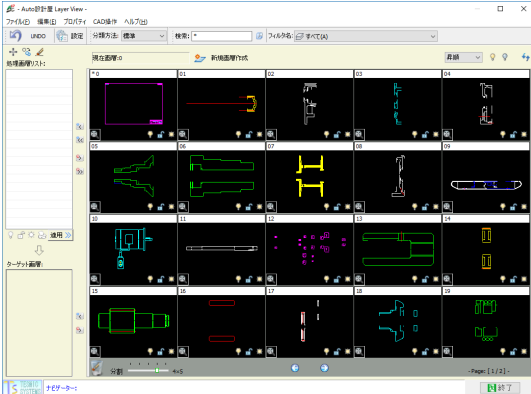 - Auto設計屋 Layer View -
ファイル(F) 編集(E) プロパティ CAD操作 ヘルプ(H)
UNDO 設定 分類方法: 標準 検索: * フィルタ名: すべて(A)
現在画層:0 新規画層作成 昇順
処理画層リスト:
* 0 01 02 03 04
05 06 07 08 09
10 11 12 13 14
適用
ターゲット画層:
15 16 17 18 19
分割 4×5 - Page: [ 1 / 2 ] -
TECHNO SYSTEMS ナビゲーター: 終了